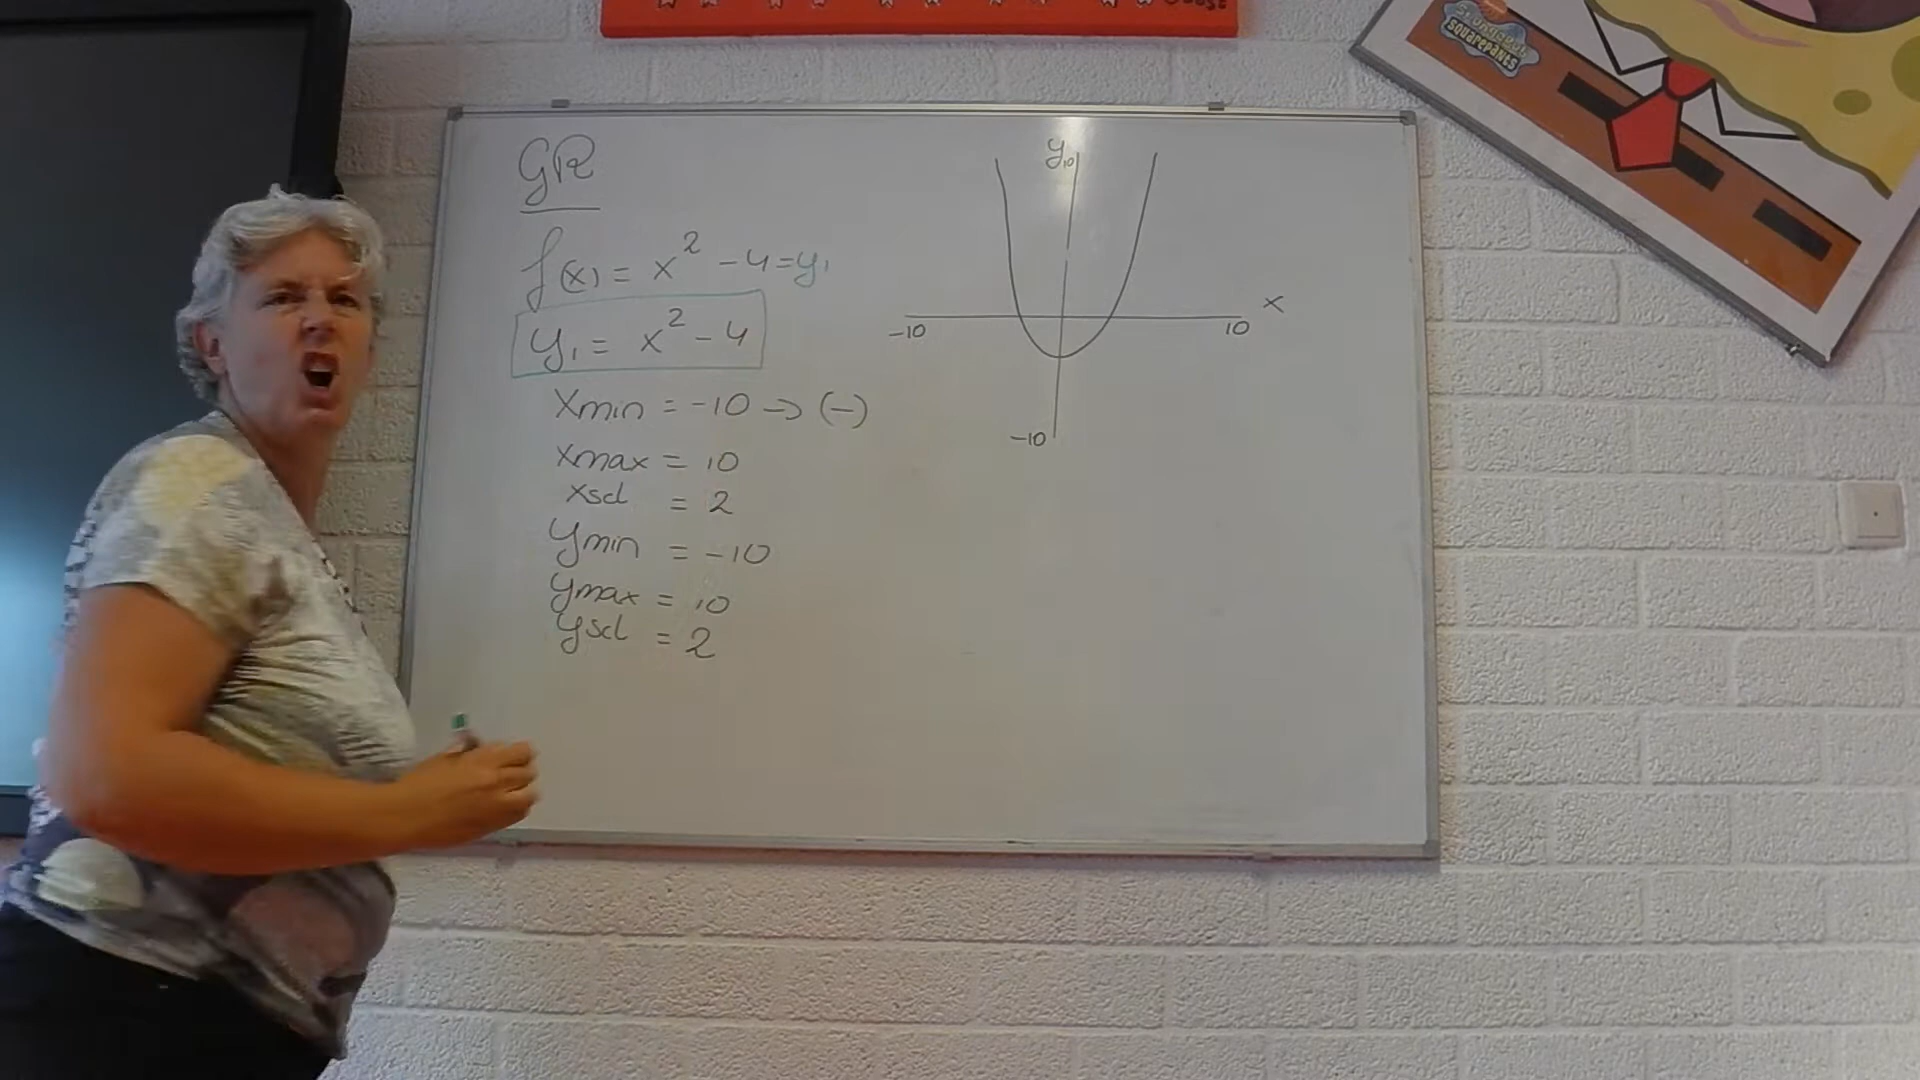 SpongeBob
SquarePants
GR
f(x) = x² - 4 = y₁
y₁ = x² - 4
Xmin = -10 → (-)
Xmax = 10
Xscl = 2
Ymin = -10
Ymax = 10
Yscl = 2
y
10
-10
10
x
-10